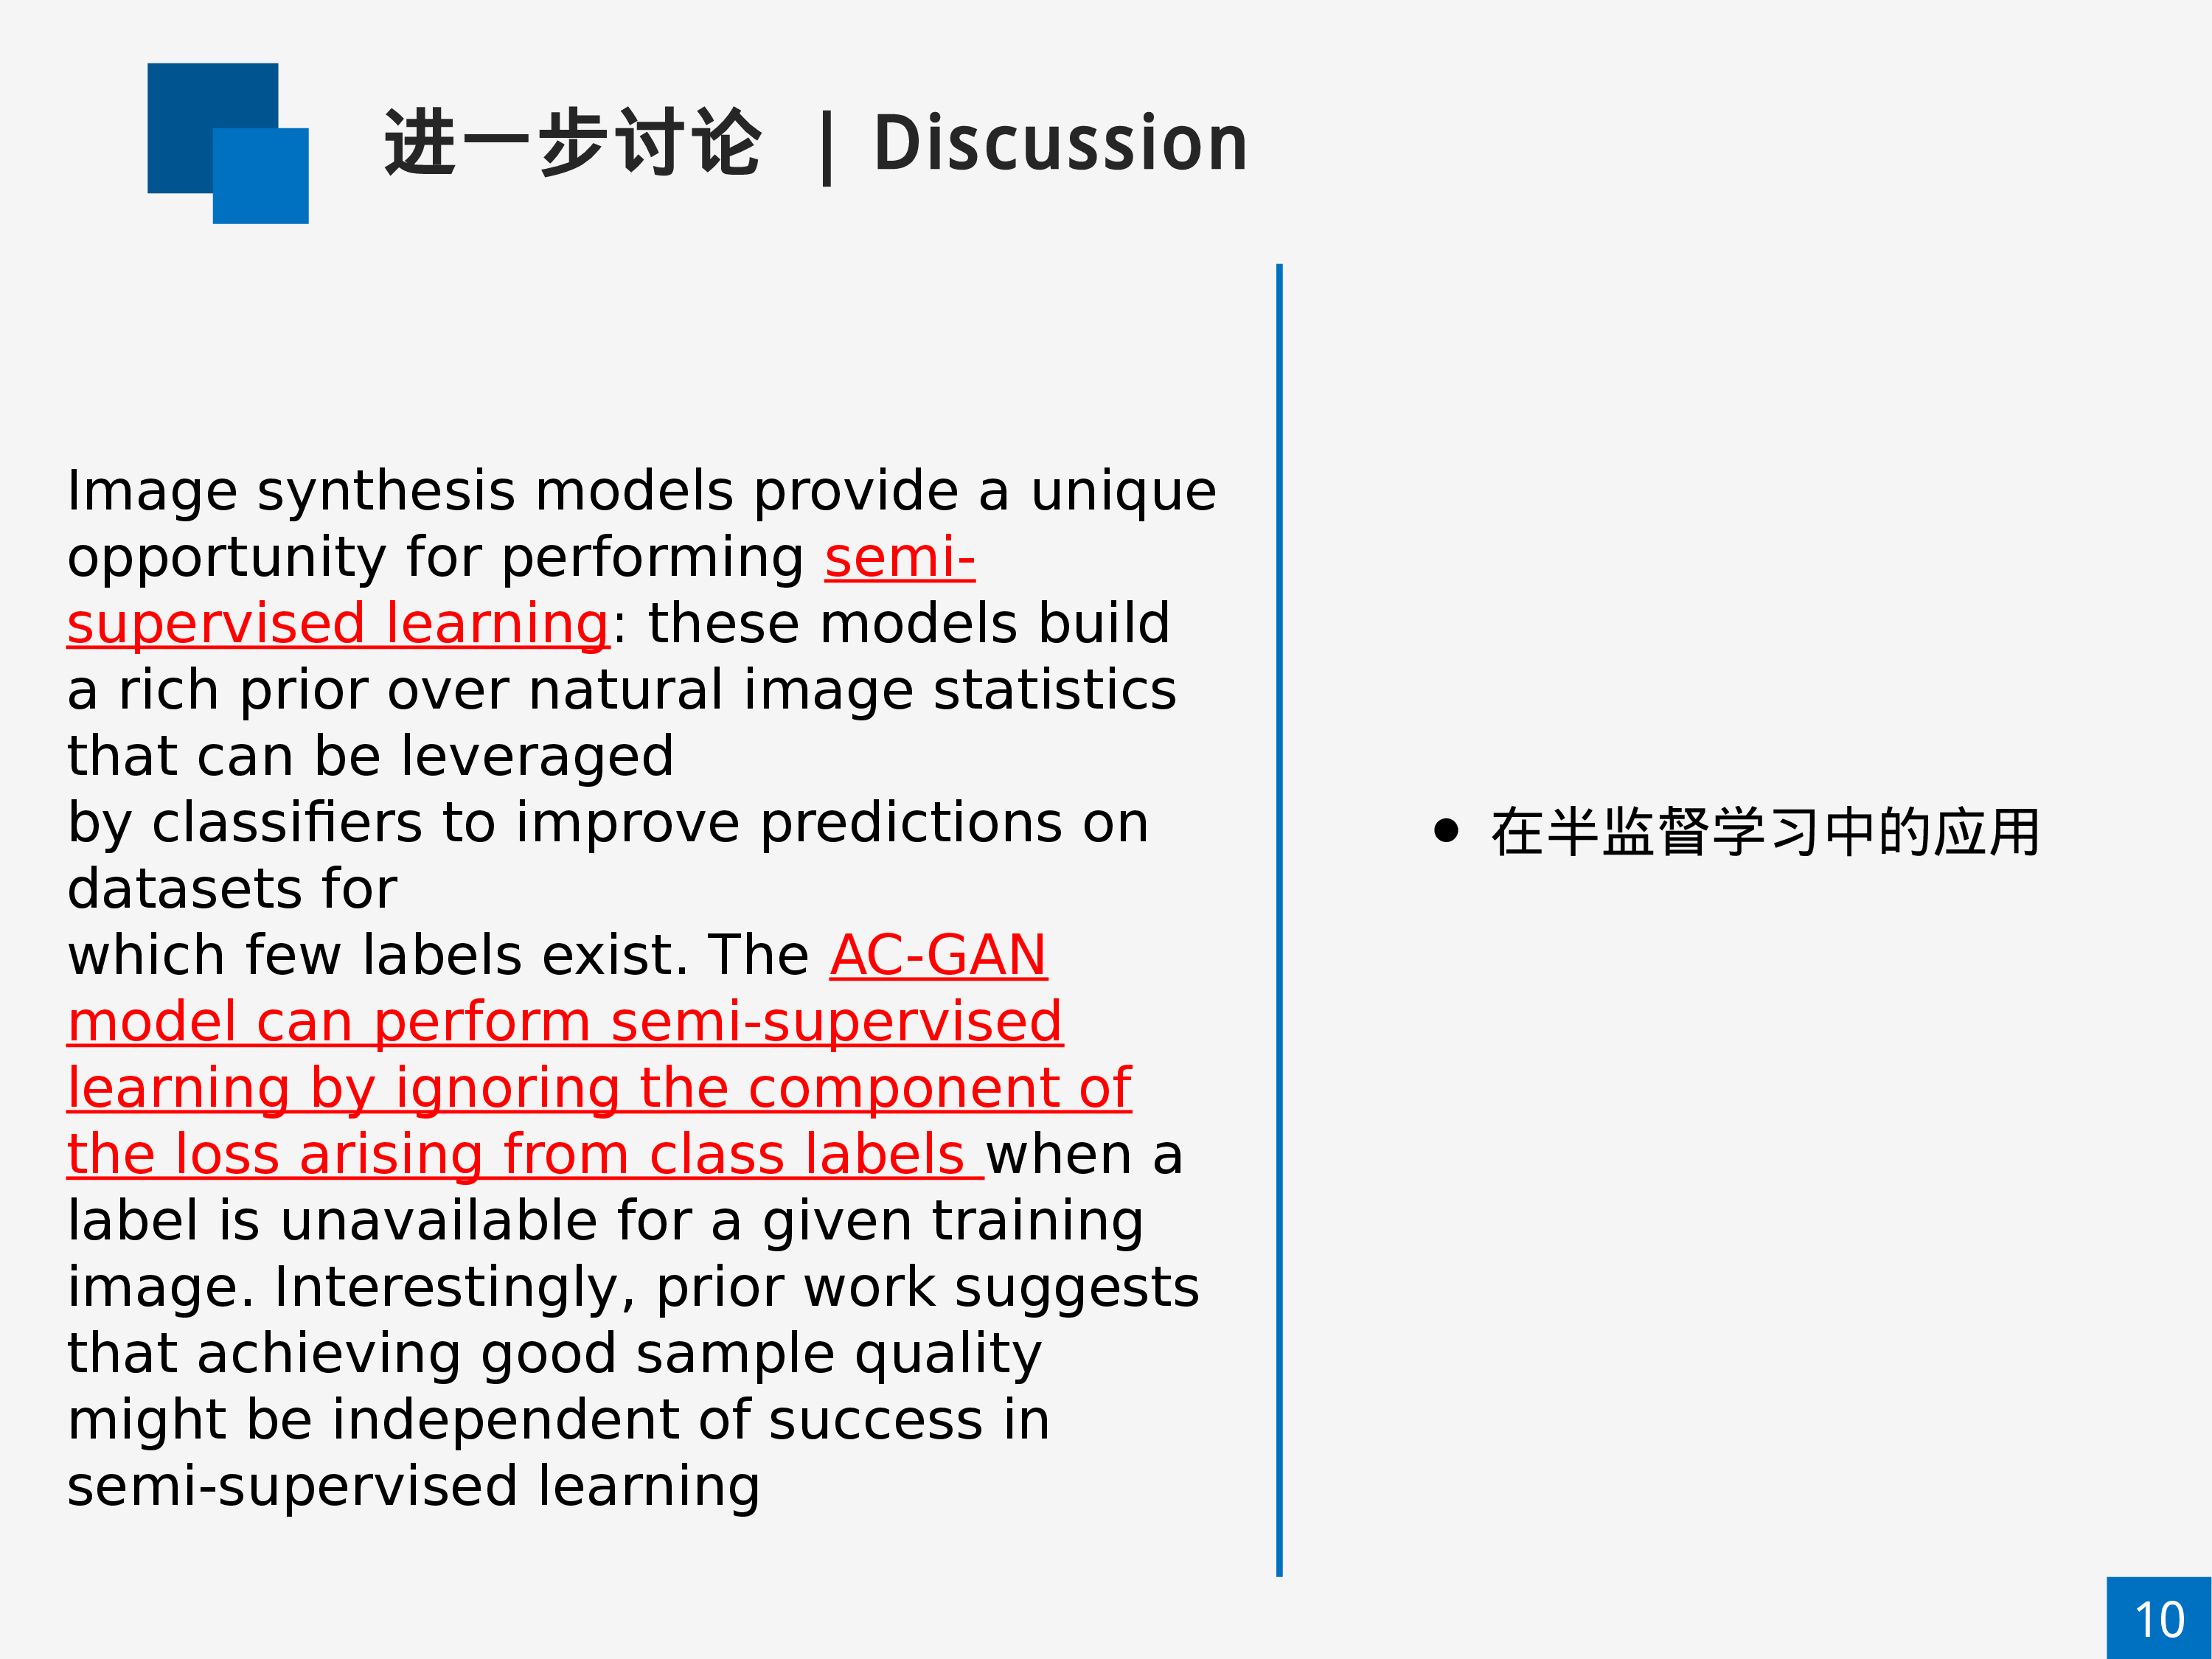 进一步讨论 | Discussion
Image synthesis models provide a unique
opportunity for performing semi-
supervised learning: these models build
a rich prior over natural image statistics
that can be leveraged
by classifiers to improve predictions on
datasets for
which few labels exist. The AC-GAN
model can perform semi-supervised
learning by ignoring the component of
the loss arising from class labels when a
label is unavailable for a given training
image. Interestingly, prior work suggests
that achieving good sample quality
might be independent of success in
semi-supervised learning
● 在半监督学习中的应用
10